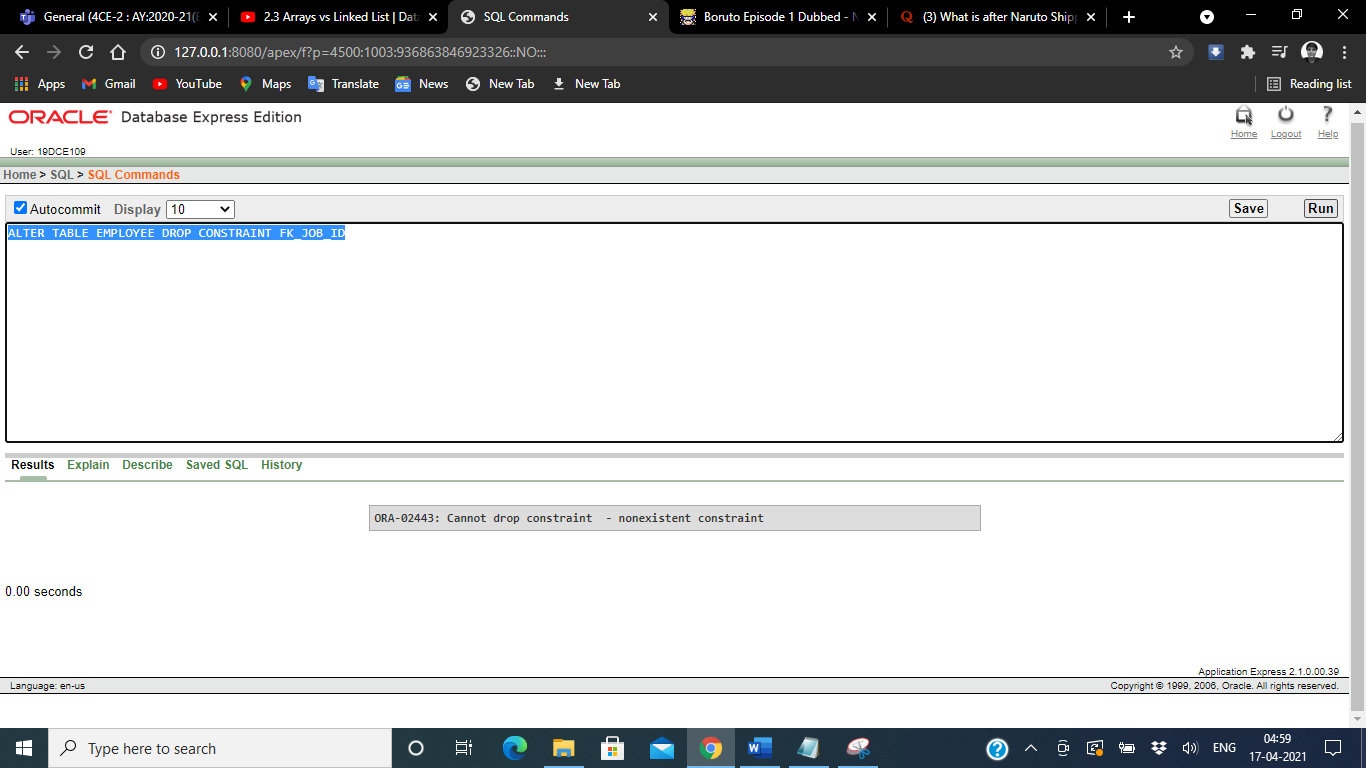 General (4CE-2 : AY:2020-21(
2.3 Arrays vs Linked List | Dat
SQL Commands
Boruto Episode 1 Dubbed - N
(3) What is after Naruto Ship
127.0.0.1:8080/apex/f?p=4500:1003:936863846923326::NO:::
Apps Gmail YouTube Maps Translate News New Tab New Tab Reading list
ORACLE Database Express Edition
Home Logout Help
User: 19DCE109
Home > SQL > SQL Commands
Autocommit Display 10 Save Run
ALTER TABLE EMPLOYEE DROP CONSTRAINT FK_JOB_ID
Results Explain Describe Saved SQL History
ORA-02443: Cannot drop constraint - nonexistent constraint
0.00 seconds
Application Express 2.1.0.00.39
Language: en-us Copyright © 1999, 2006, Oracle. All rights reserved.
Type here to search
ENG
04:59
17-04-2021